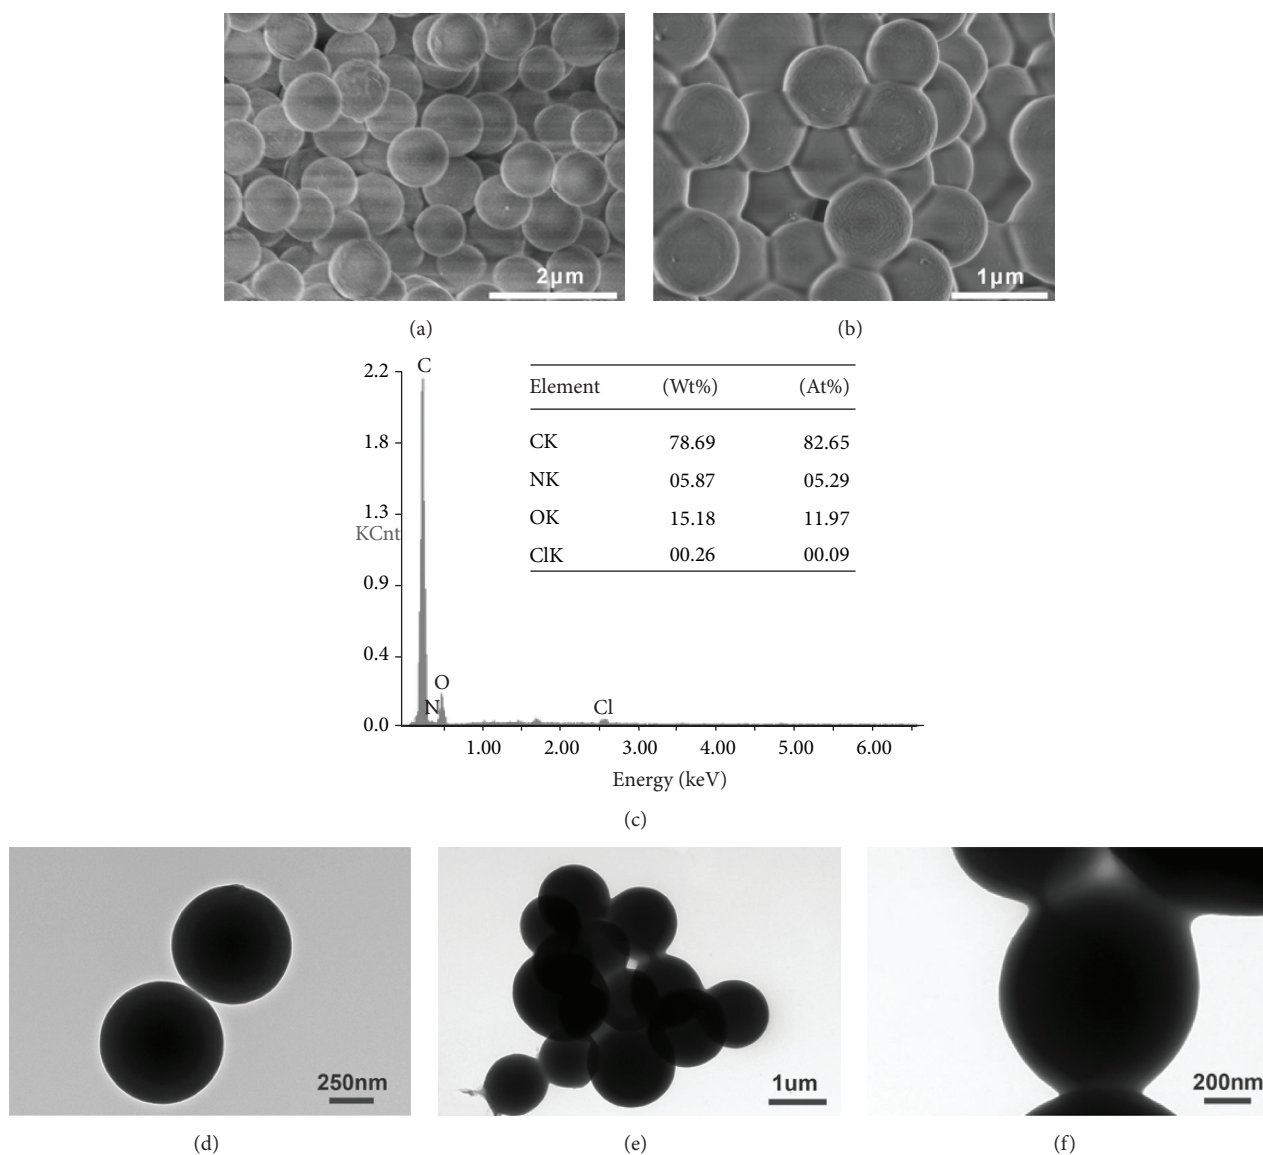 2μm
1μm
(a)
(b)
C
2.2
1.8
1.3
KCnt
0.9
0.4
0.0
N
O
Cl
1.00 2.00 3.00 4.00 5.00 6.00
Energy (keV)
Element (Wt%) (At%)
CK 78.69 82.65
NK 05.87 05.29
OK 15.18 11.97
ClK 00.26 00.09
(c)
250nm
1um
200nm
(d)
(e)
(f)